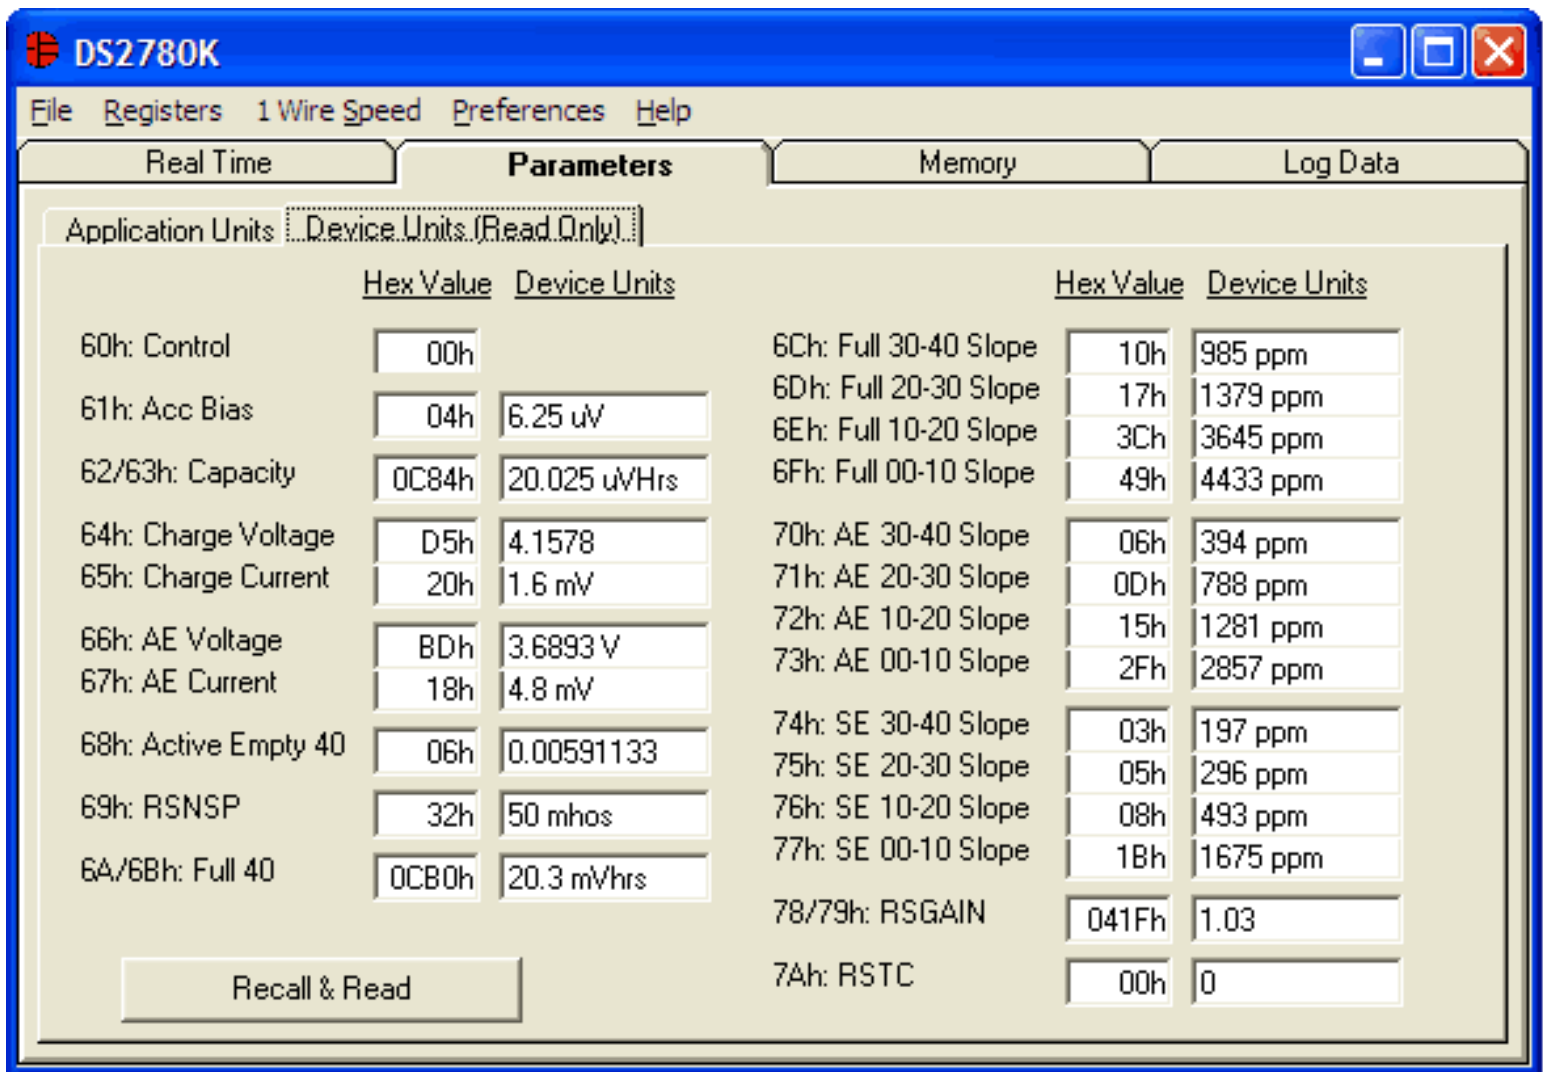 DS2780K
File Registers 1 Wire Speed Preferences Help
Real Time Parameters Memory Log Data
Application Units Device Units (Read Only)
Hex Value Device Units
60h: Control 00h
61h: Acc Bias 04h 6.25 uV
62/63h: Capacity 0C84h 20.025 uVHrs
64h: Charge Voltage D5h 4.1578
65h: Charge Current 20h 1.6 mV
66h: AE Voltage BDh 3.6893 V
67h: AE Current 18h 4.8 mV
68h: Active Empty 40 06h 0.00591133
69h: RSNSP 32h 50 mhos
6A/6Bh: Full 40 0CB0h 20.3 mVhrs
Recall & Read
Hex Value Device Units
6Ch: Full 30-40 Slope 10h 985 ppm
6Dh: Full 20-30 Slope 17h 1379 ppm
6Eh: Full 10-20 Slope 3Ch 3645 ppm
6Fh: Full 00-10 Slope 49h 4433 ppm
70h: AE 30-40 Slope 06h 394 ppm
71h: AE 20-30 Slope 0Dh 788 ppm
72h: AE 10-20 Slope 15h 1281 ppm
73h: AE 00-10 Slope 2Fh 2857 ppm
74h: SE 30-40 Slope 03h 197 ppm
75h: SE 20-30 Slope 05h 296 ppm
76h: SE 10-20 Slope 08h 493 ppm
77h: SE 00-10 Slope 1Bh 1675 ppm
78/79h: RSGAIN 041Fh 1.03
7Ah: RSTC 00h 0